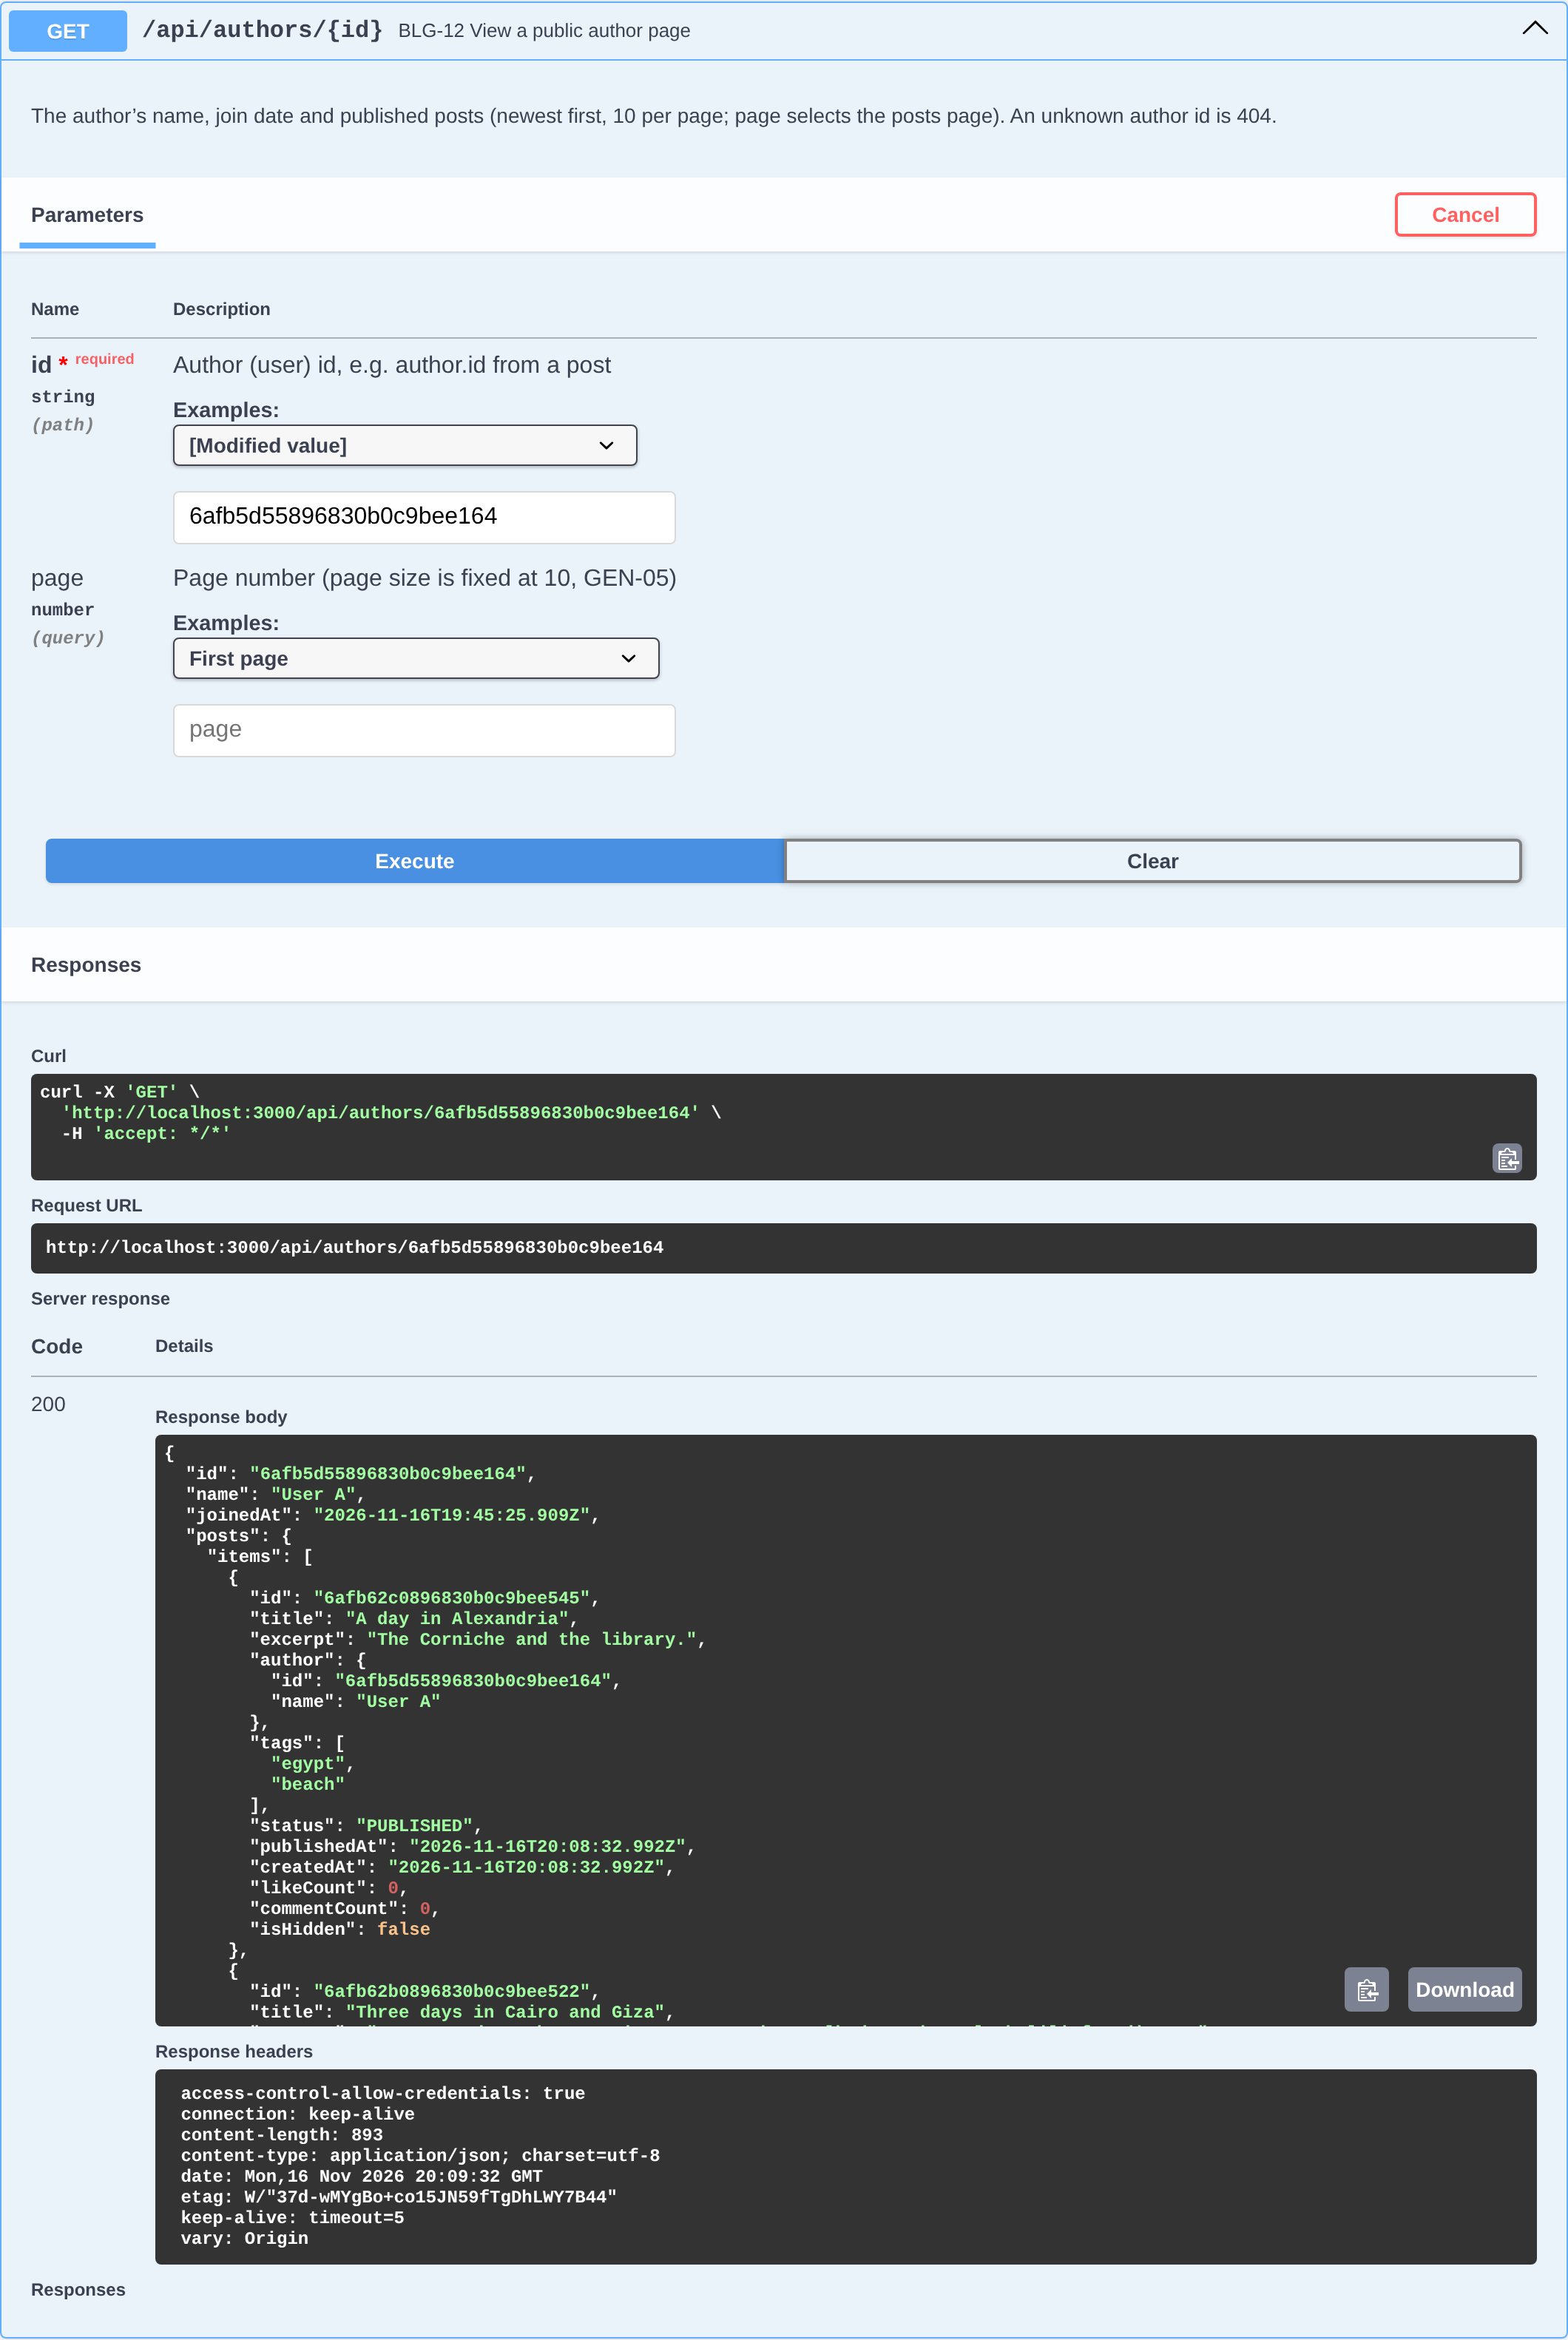 GET /api/authors/{id} BLG-12 View a public author page
The author’s name, join date and published posts (newest first, 10 per page; page selects the posts page). An unknown author id is 404.
Parameters
Cancel
Name Description
id * required
string
(path)
Author (user) id, e.g. author.id from a post
Examples:
[Modified value]
6afb5d55896830b0c9bee164
page
number
(query)
Page number (page size is fixed at 10, GEN-05)
Examples:
First page
page
Execute
Clear
Responses
Curl
curl -X 'GET' \
  'http://localhost:3000/api/authors/6afb5d55896830b0c9bee164' \
  -H 'accept: */*'
Request URL
http://localhost:3000/api/authors/6afb5d55896830b0c9bee164
Server response
Code Details
200
Response body
{
  "id": "6afb5d55896830b0c9bee164",
  "name": "User A",
  "joinedAt": "2026-11-16T19:45:25.909Z",
  "posts": {
    "items": [
      {
        "id": "6afb62c0896830b0c9bee545",
        "title": "A day in Alexandria",
        "excerpt": "The Corniche and the library.",
        "author": {
          "id": "6afb5d55896830b0c9bee164",
          "name": "User A"
        },
        "tags": [
          "egypt",
          "beach"
        ],
        "status": "PUBLISHED",
        "publishedAt": "2026-11-16T20:08:32.992Z",
        "createdAt": "2026-11-16T20:08:32.992Z",
        "likeCount": 0,
        "commentCount": 0,
        "isHidden": false
      },
      {
        "id": "6afb62b0896830b0c9bee522",
        "title": "Three days in Cairo and Giza",
Download
Response headers
access-control-allow-credentials: true
connection: keep-alive
content-length: 893
content-type: application/json; charset=utf-8
date: Mon,16 Nov 2026 20:09:32 GMT
etag: W/"37d-wMYgBo+co15JN59fTgDhLWY7B44"
keep-alive: timeout=5
vary: Origin
Responses